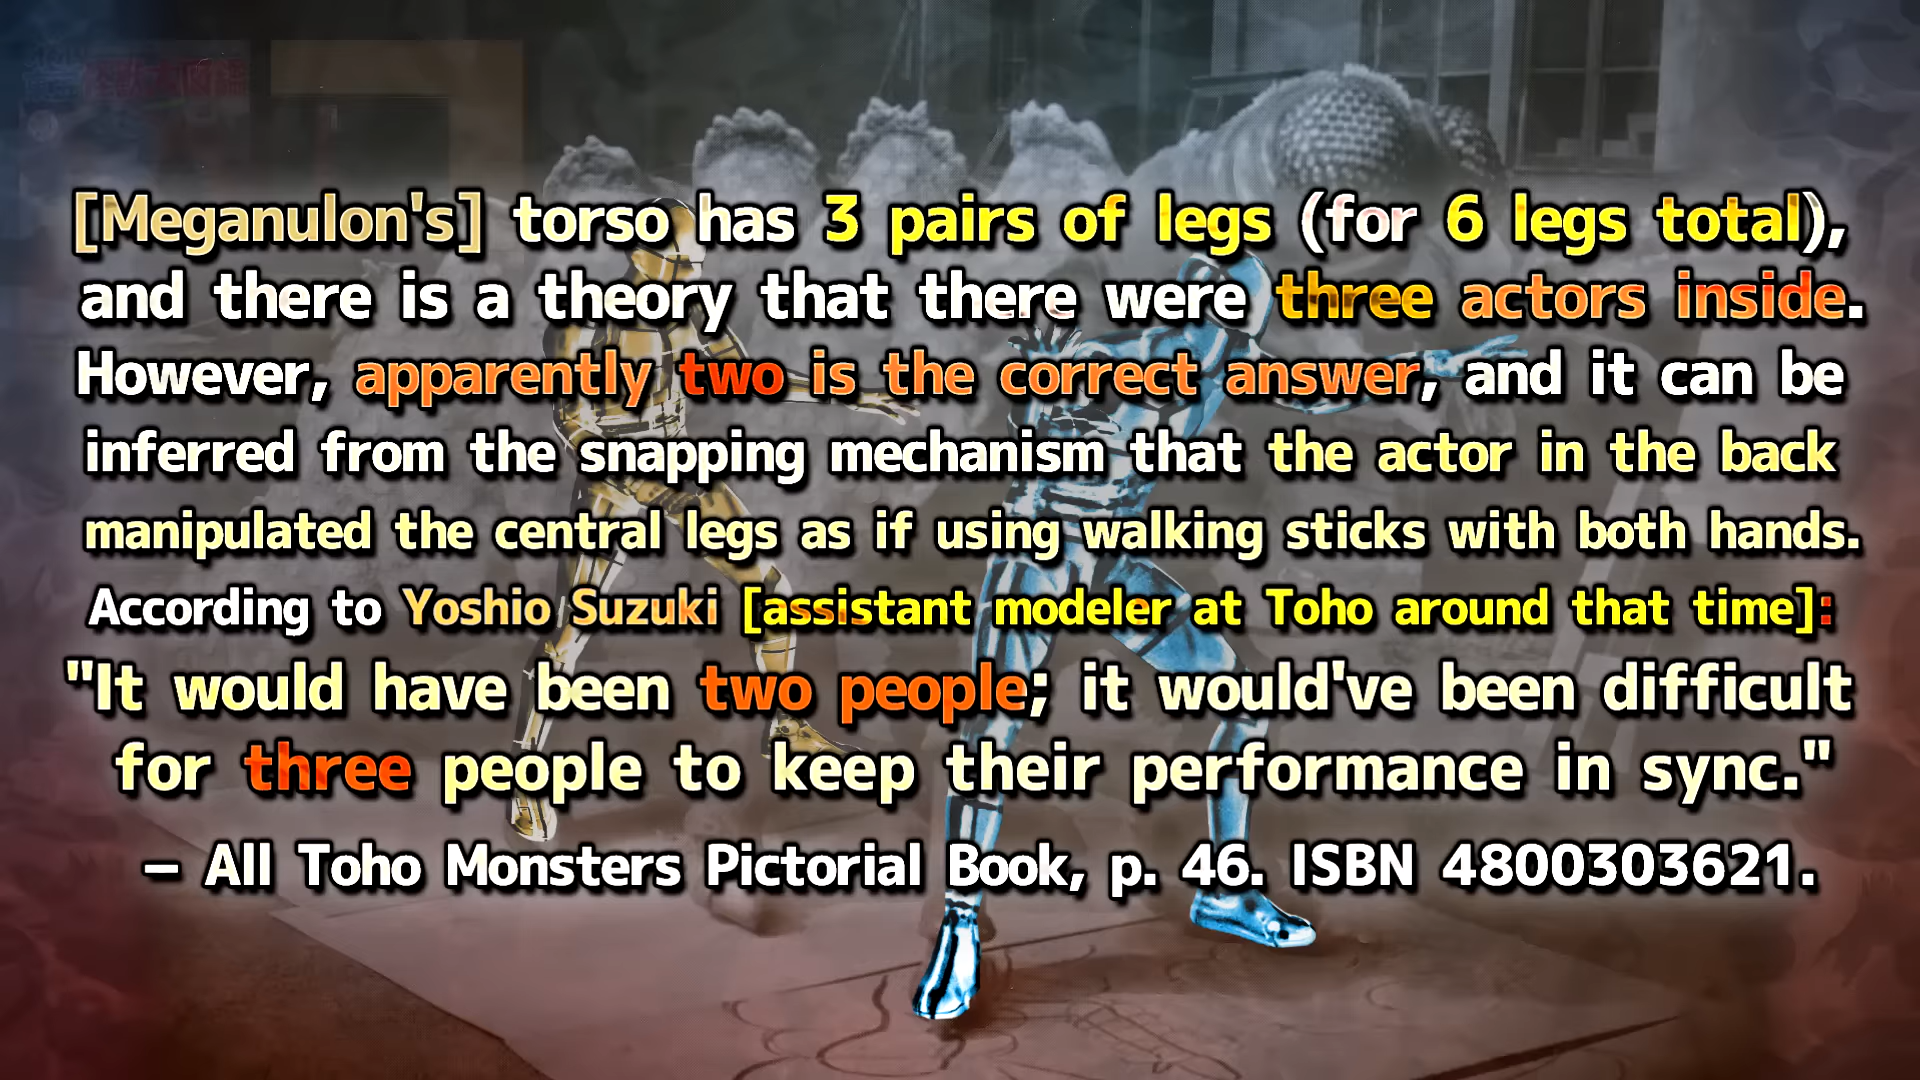 [Meganulon's] torso has 3 pairs of legs (for 6 legs total),
and there is a theory that there were three actors inside.
However, apparently two is the correct answer, and it can be
inferred from the snapping mechanism that the actor in the back
manipulated the central legs as if using walking sticks with both hands.
According to Yoshio Suzuki [assistant modeler at Toho around that time]:
"It would have been two people; it would've been difficult
for three people to keep their performance in sync."
– All Toho Monsters Pictorial Book, p. 46. ISBN 4800303621.